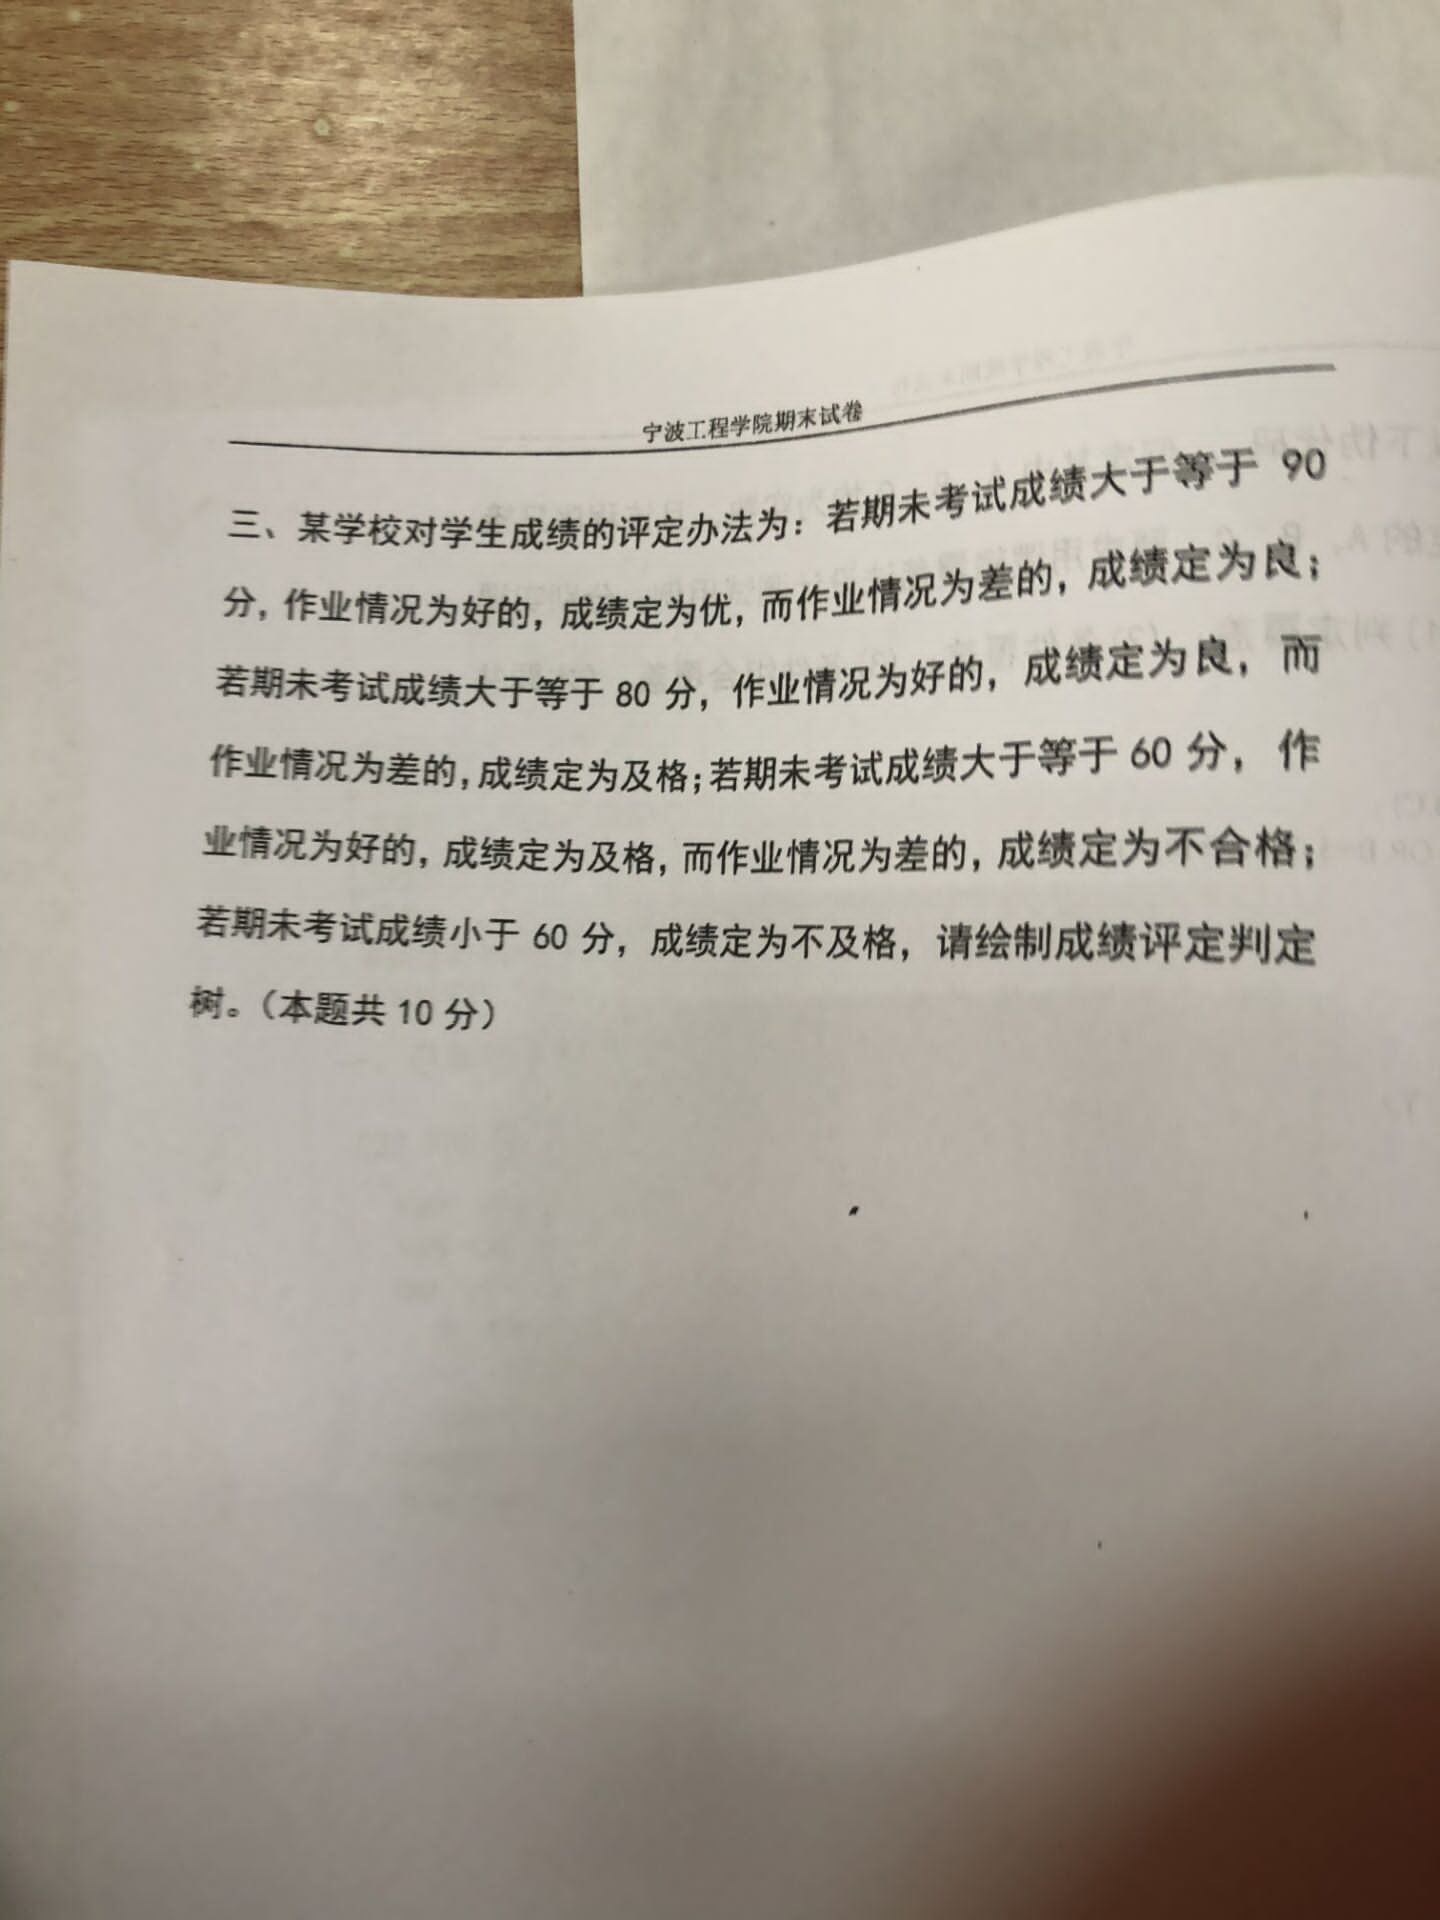 宁波工程学院期末试卷
三、某学校对学生成绩的评定办法为：若期未考试成绩大于等于 90
分，作业情况为好的，成绩定为优，而作业情况为差的，成绩定为良；
若期未考试成绩大于等于 80 分，作业情况为好的，成绩定为良，而
作业情况为差的，成绩定为及格；若期未考试成绩大于等于 60 分，作
业情况为好的，成绩定为及格，而作业情况为差的，成绩定为不合格；
若期未考试成绩小于 60 分，成绩定为不及格，请绘制成绩评定判定
树。（本题共 10 分）